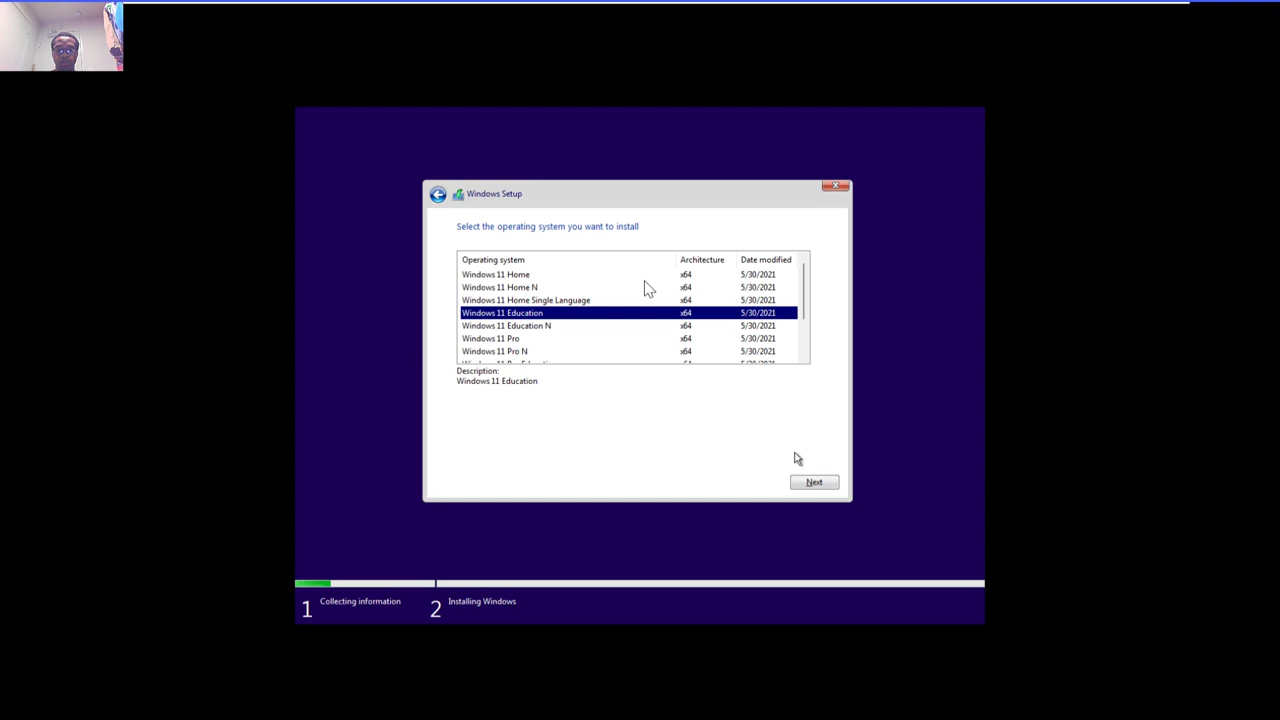 Windows Setup
Select the operating system you want to install
Operating system Architecture Date modified
Windows 11 Home x64 5/30/2021
Windows 11 Home N x64 5/30/2021
Windows 11 Home Single Language x64 5/30/2021
Windows 11 Education x64 5/30/2021
Windows 11 Education N x64 5/30/2021
Windows 11 Pro x64 5/30/2021
Windows 11 Pro N x64 5/30/2021
Description:
Windows 11 Education
Next
1 Collecting information 2 Installing Windows